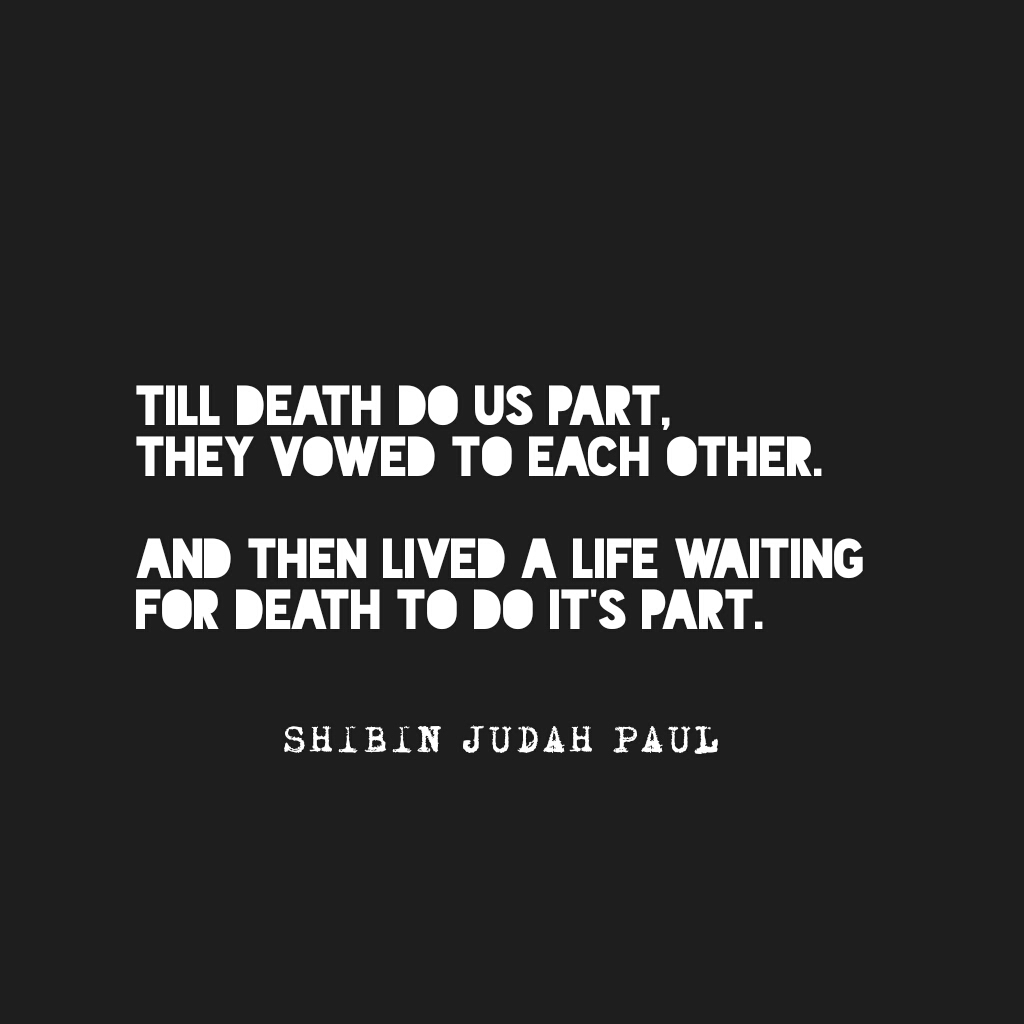 TILL DEATH DO US PART,
THEY VOWED TO EACH OTHER.
AND THEN LIVED A LIFE WAITING
FOR DEATH TO DO IT'S PART.
SHIBIN JUDAH PAUL